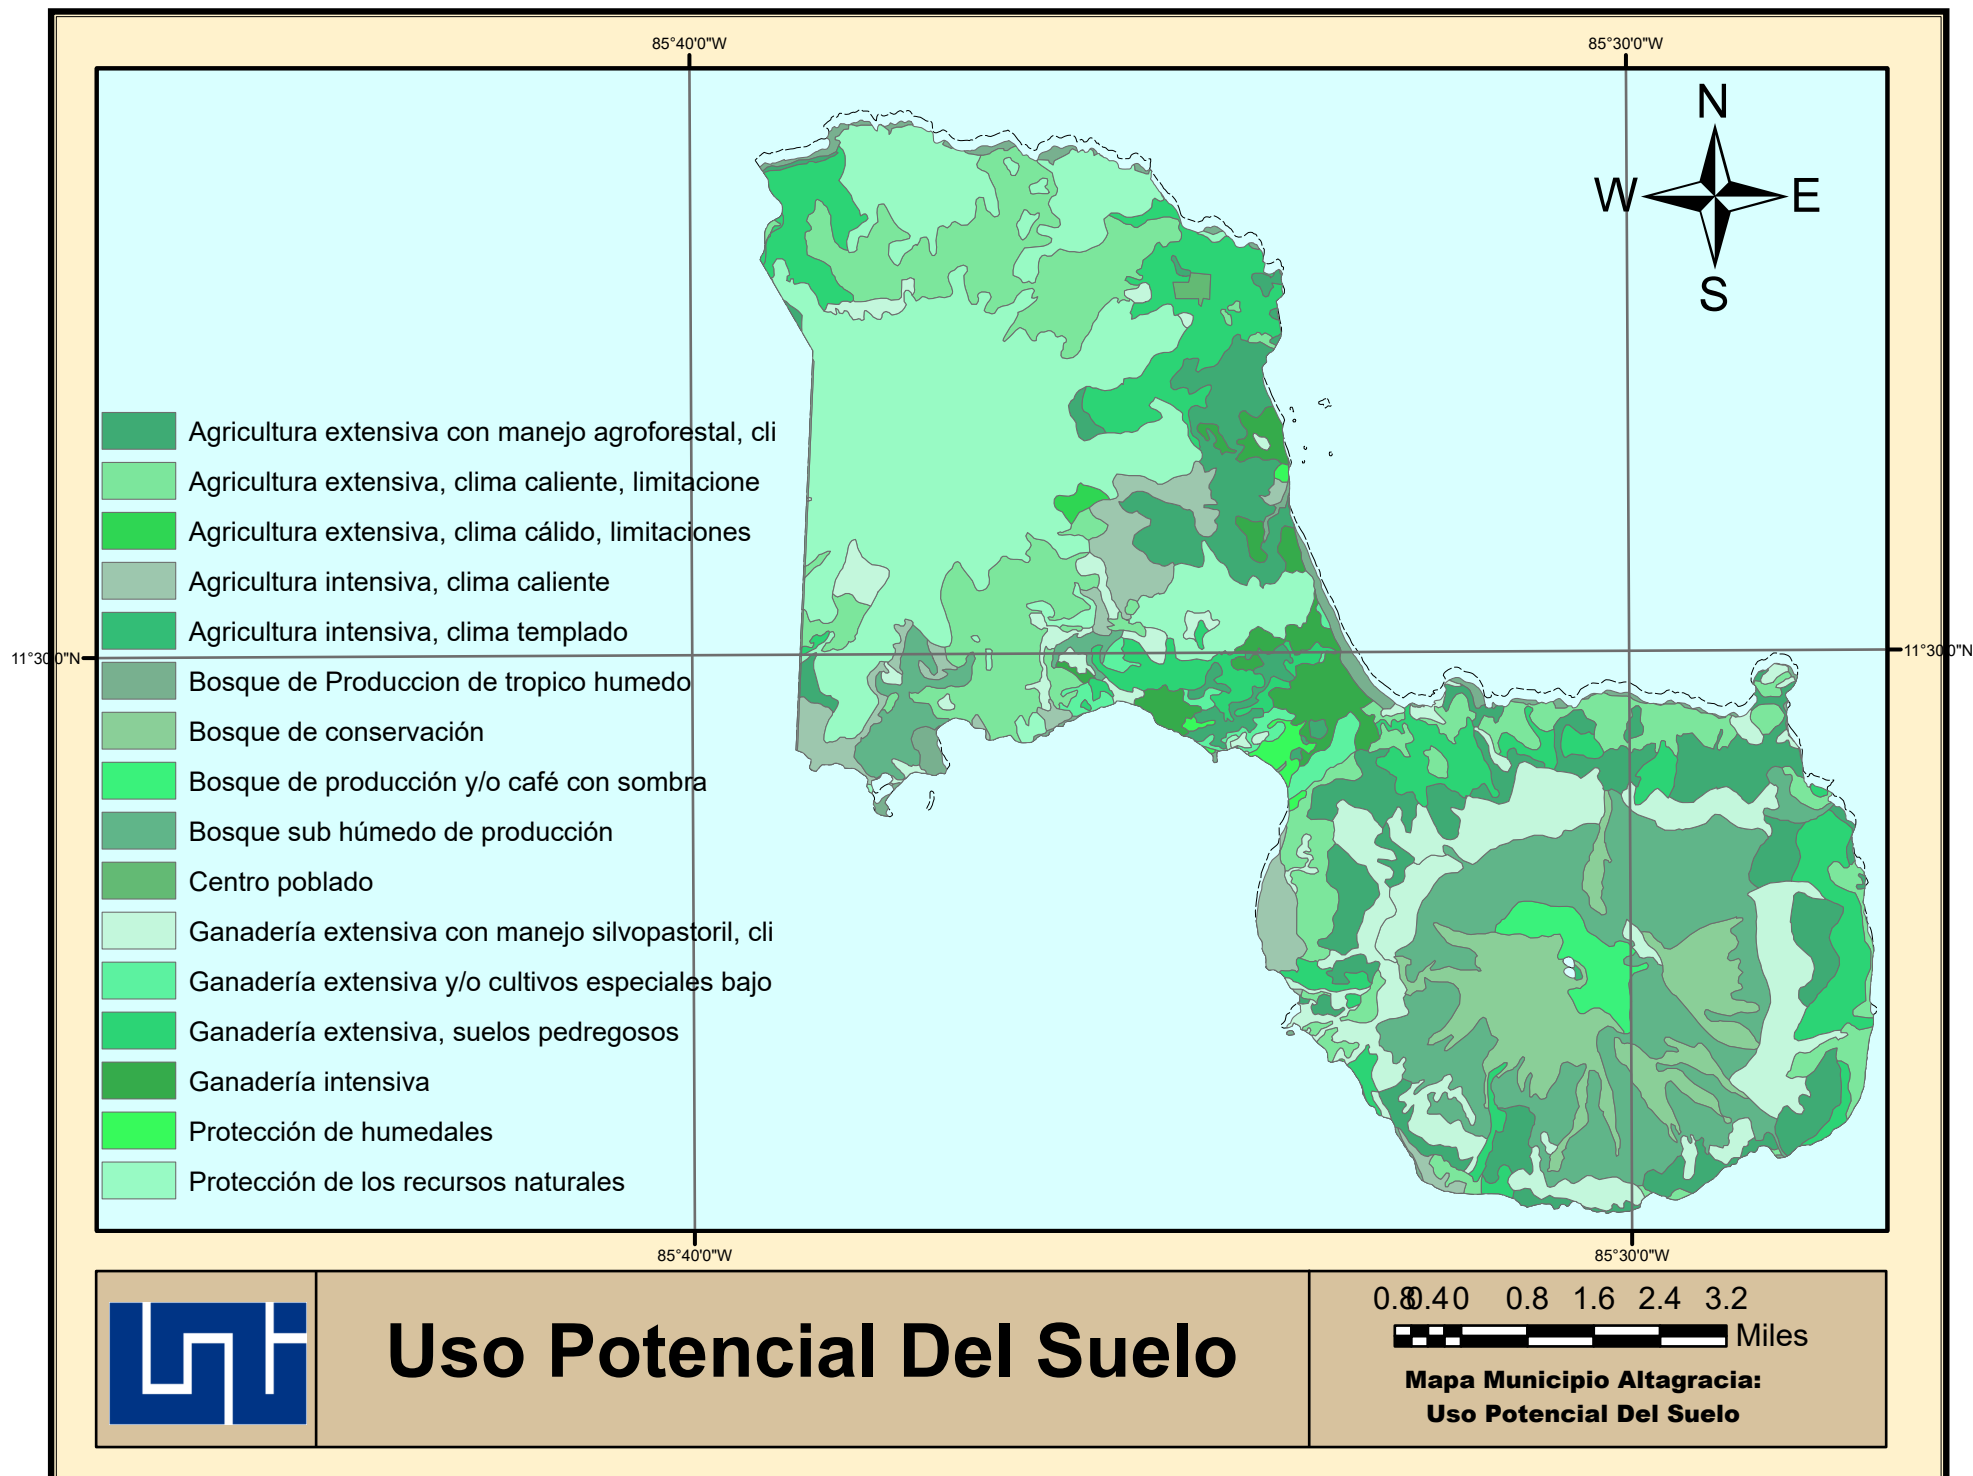 85°40'0"W
85°30'0"W
N
W
E
S
Agricultura extensiva con manejo agroforestal, cli
Agricultura extensiva, clima caliente, limitacione
Agricultura extensiva, clima cálido, limitaciones
Agricultura intensiva, clima caliente
Agricultura intensiva, clima templado
11°30'0"N
11°30'0"N
Bosque de Produccion de tropico humedo
Bosque de conservación
Bosque de producción y/o café con sombra
Bosque sub húmedo de producción
Centro poblado
Ganadería extensiva con manejo silvopastoril, cli
Ganadería extensiva y/o cultivos especiales bajo
Ganadería extensiva, suelos pedregosos
Ganadería intensiva
Protección de humedales
Protección de los recursos naturales
85°40'0"W
85°30'0"W
Uso Potencial Del Suelo
0.8 0.4 0 0.8 1.6 2.4 3.2
Miles
Mapa Municipio Altagracia:
Uso Potencial Del Suelo